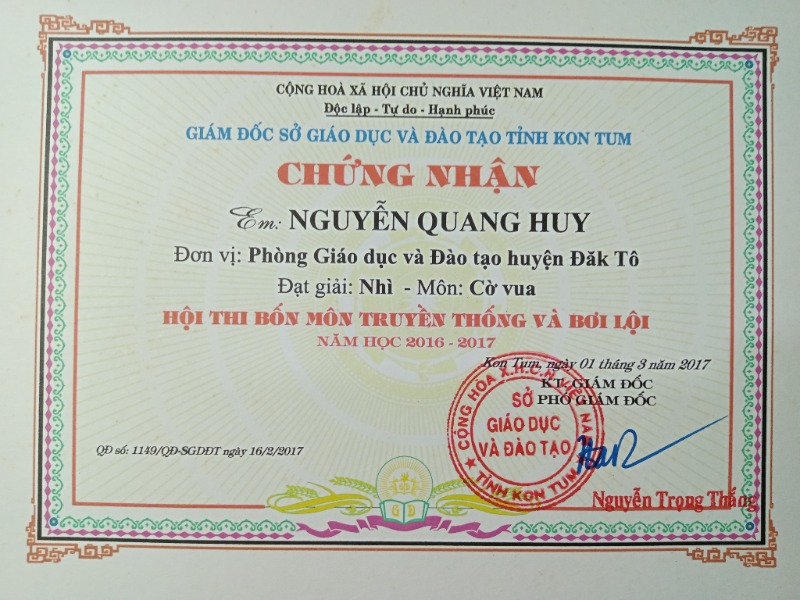 CỘNG HOÀ XÃ HỘI CHỦ NGHĨA VIỆT NAM
Độc lập - Tự do - Hạnh phúc
GIÁM ĐỐC SỞ GIÁO DỤC VÀ ĐÀO TẠO TỈNH KON TUM
CHỨNG NHẬN
Em: NGUYỄN QUANG HUY
Đơn vị: Phòng Giáo dục và Đào tạo huyện Đăk Tô
Đạt giải: Nhì - Môn: Cờ vua
HỘI THI BỐN MÔN TRUYỀN THỐNG VÀ BƠI LỘI
NĂM HỌC 2016 - 2017
Kon Tum, ngày 01 tháng 3 năm 2017
KT. GIÁM ĐỐC
PHÓ GIÁM ĐỐC
CỘNG HÒA X.H.C.N VIỆT NAM
SỞ
GIÁO DỤC
VÀ ĐÀO TẠO
TỈNH KON TUM
QĐ số: 1149/QĐ-SGDĐT ngày 16/2/2017
Nguyễn Trọng Thắng
G D